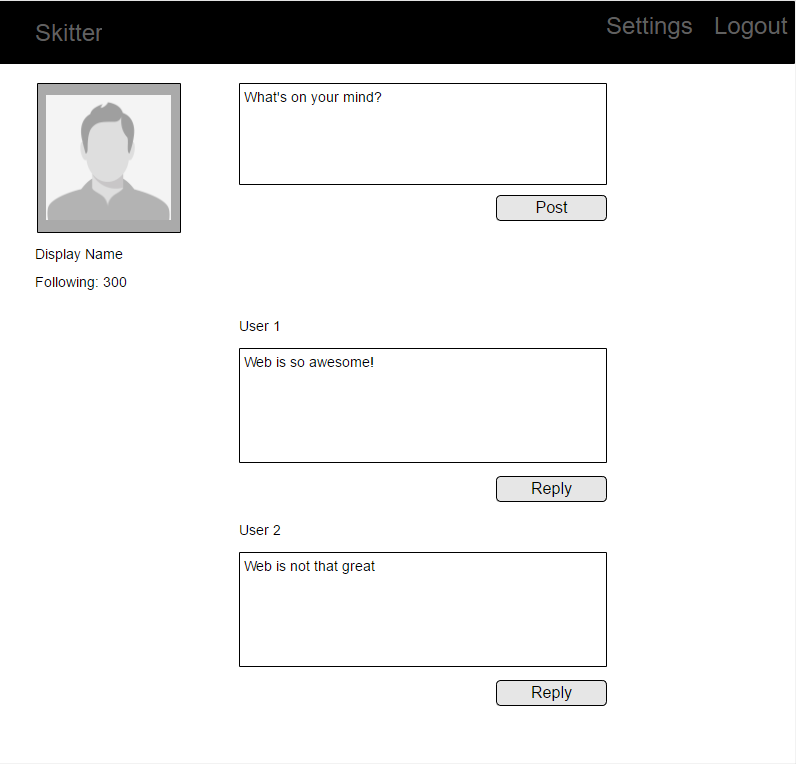 Skitter
Settings Logout
What's on your mind?
Post
Display Name
Following: 300
User 1
Web is so awesome!
Reply
User 2
Web is not that great
Reply